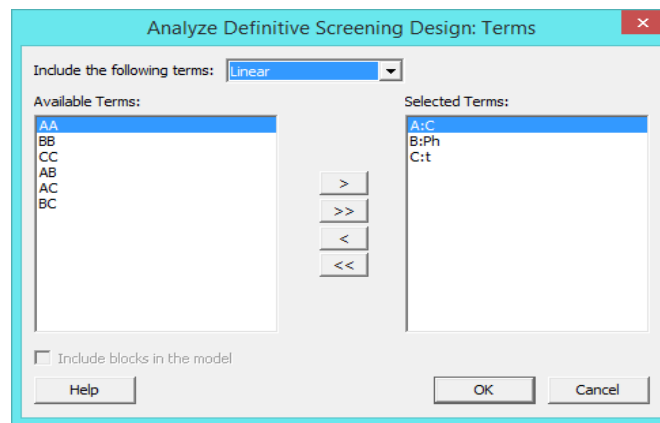 Analyze Definitive Screening Design: Terms
Include the following terms: Linear
Available Terms:
AA
BB
CC
AB
AC
BC
>
>>
<
<<
Selected Terms:
A:C
B:Ph
C:t
Include blocks in the model
Help
OK
Cancel